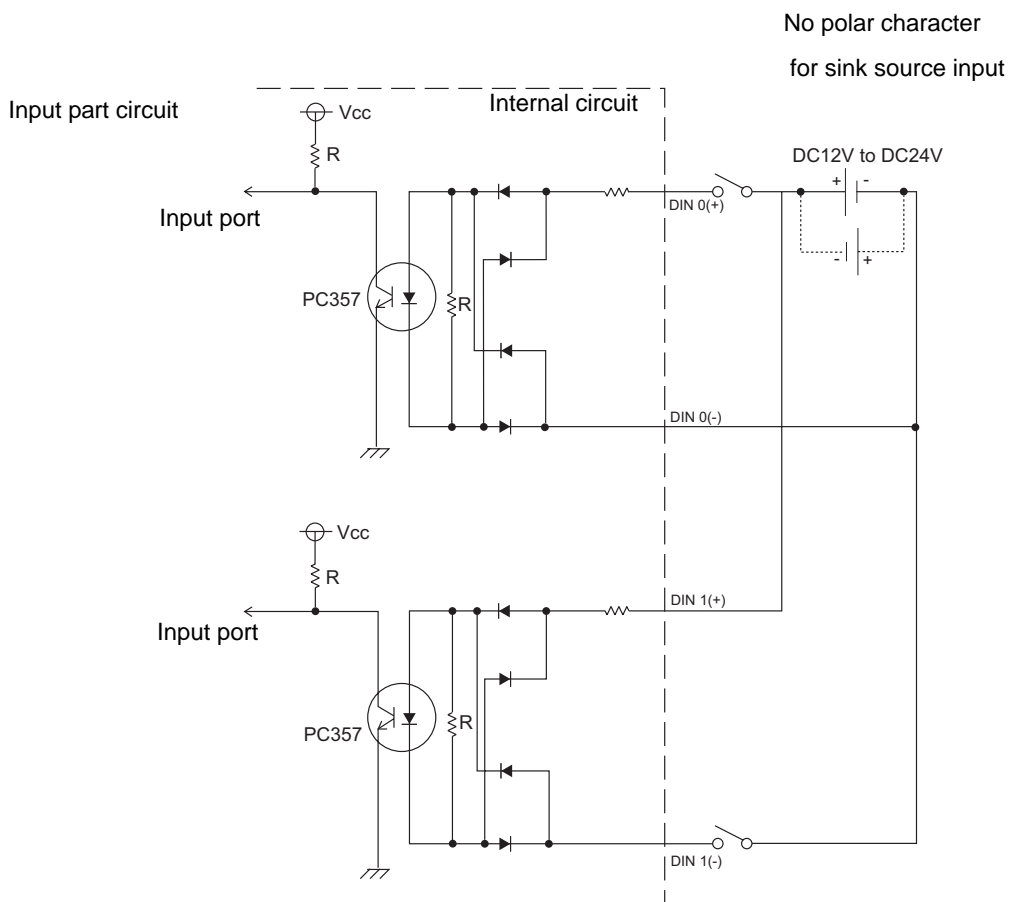 No polar character
for sink source input
Input part circuit
Internal circuit
Vcc
R
DC12V to DC24V
+ -
DIN 0(+)
Input port
- +
PC357
R
DIN 0(-)
Vcc
R
DIN 1(+)
Input port
PC357
R
DIN 1(-)